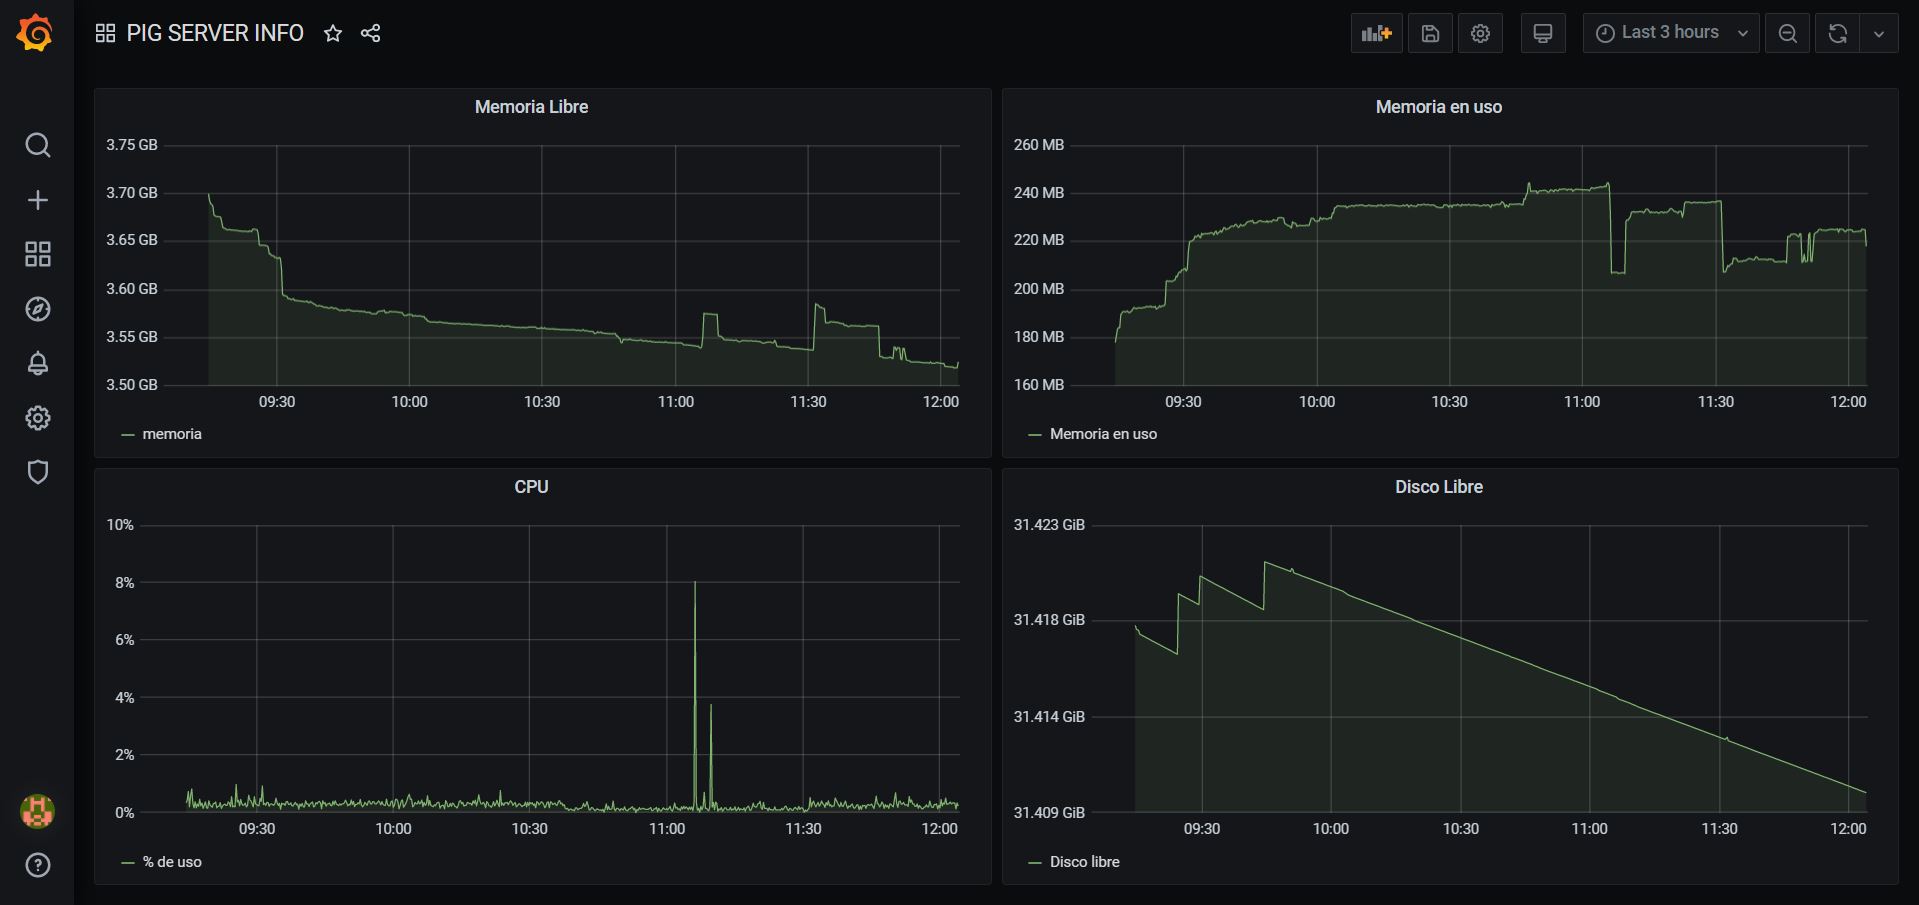 PIG SERVER INFO
Last 3 hours
Memoria Libre
3.75 GB
3.70 GB
3.65 GB
3.60 GB
3.55 GB
3.50 GB
09:30 10:00 10:30 11:00 11:30 12:00
memoria
Memoria en uso
260 MB
240 MB
220 MB
200 MB
180 MB
160 MB
09:30 10:00 10:30 11:00 11:30 12:00
Memoria en uso
CPU
10%
8%
6%
4%
2%
0%
09:30 10:00 10:30 11:00 11:30 12:00
% de uso
Disco Libre
31.423 GiB
31.418 GiB
31.414 GiB
31.409 GiB
09:30 10:00 10:30 11:00 11:30 12:00
Disco libre